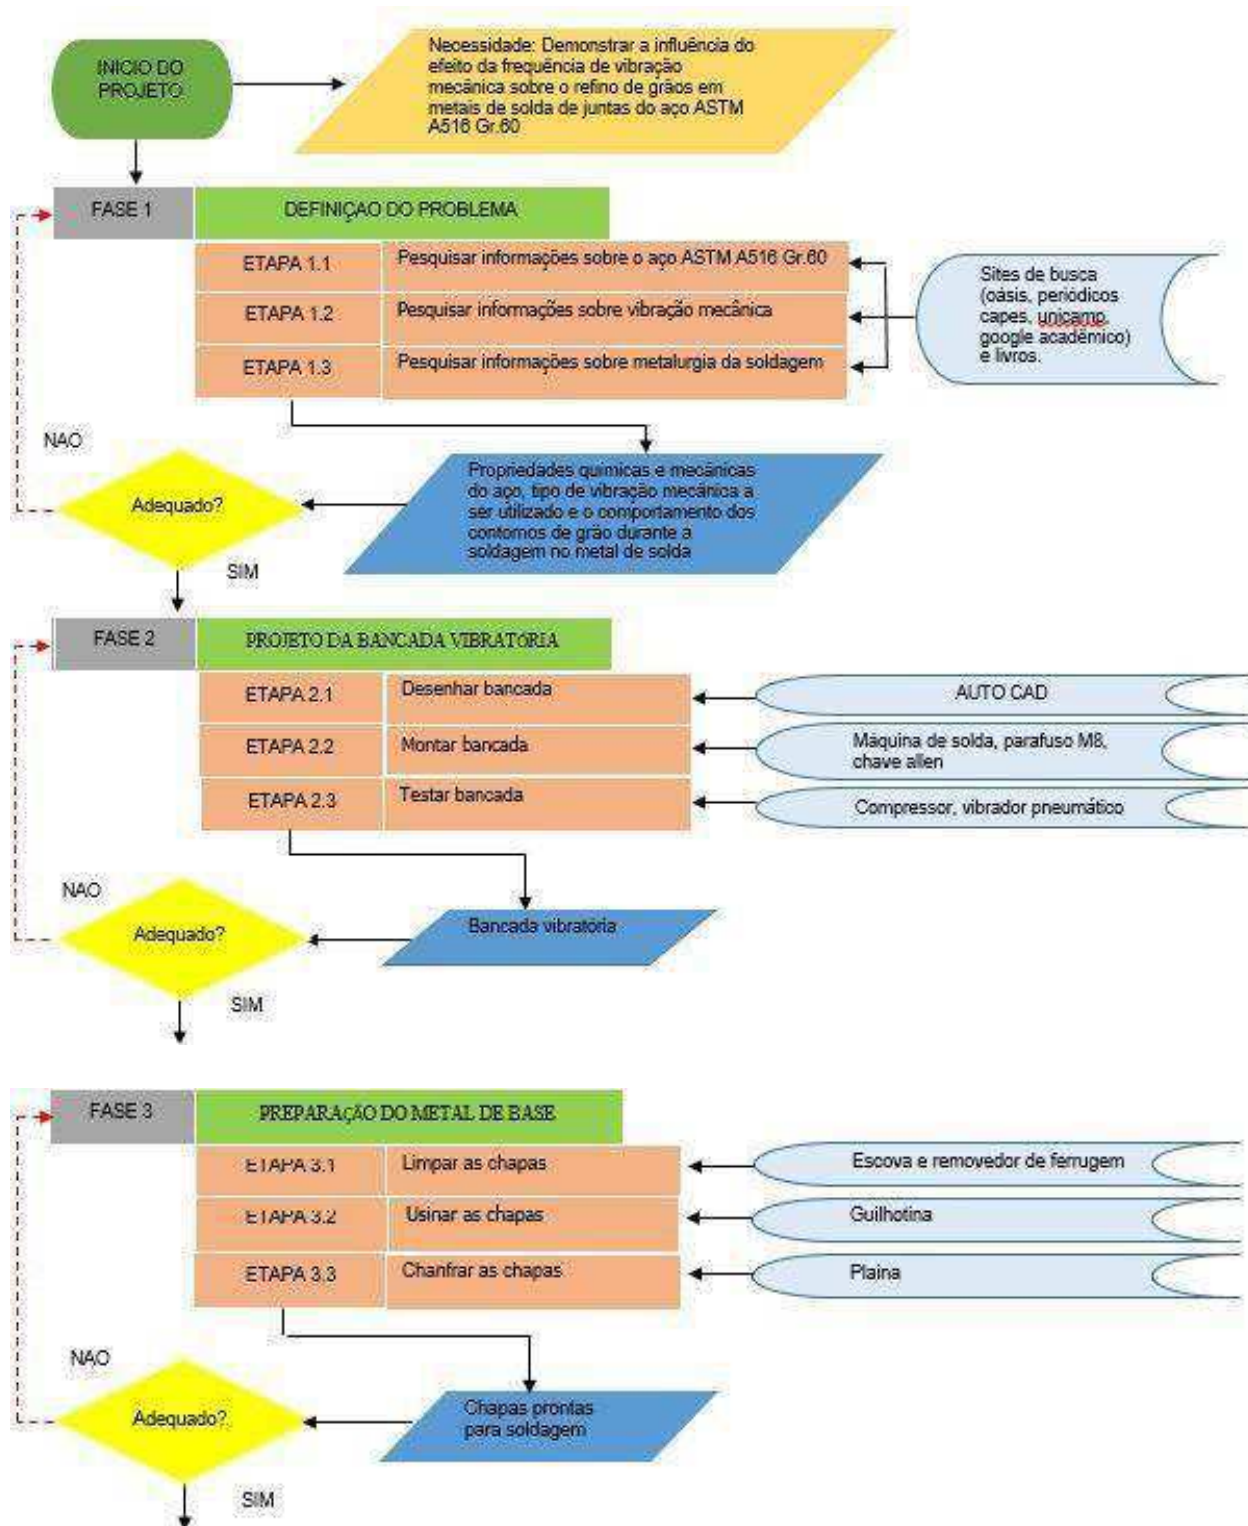 INICIO DO
PROJETO
Necessidade: Demonstrar a influência do
efeito da frequência de vibração
mecânica sobre o refino de grãos em
metais de solda de juntas do aço ASTM
A516 Gr.60
FASE 1
DEFINIÇAO DO PROBLEMA
ETAPA 1.1
Pesquisar informações sobre o aço ASTM A516 Gr.60
ETAPA 1.2
Pesquisar informações sobre vibração mecânica
ETAPA 1.3
Pesquisar informações sobre metalurgia da soldagem
Sites de busca
(oásis, periódicos
capes, unicamp,
google acadêmico)
e livros.
NAO
Adequado?
SIM
Propriedades químicas e mecânicas
do aço, tipo de vibração mecânica a
ser utilizado e o comportamento dos
contornos de grão durante a
soldagem no metal de solda
FASE 2
PROJETO DA BANCADA VIBRATÓRIA
ETAPA 2.1
Desenhar bancada
AUTO CAD
ETAPA 2.2
Montar bancada
Máquina de solda, parafuso M8,
chave allen
ETAPA 2.3
Testar bancada
Compressor, vibrador pneumático
NAO
Adequado?
SIM
Bancada vibratória
FASE 3
PREPARAÇÃO DO METAL DE BASE
ETAPA 3.1
Limpar as chapas
Escova e removedor de ferrugem
ETAPA 3.2
Usinar as chapas
Guilhotina
ETAPA 3.3
Chanfrar as chapas
Plaina
NAO
Adequado?
SIM
Chapas prontas
para soldagem